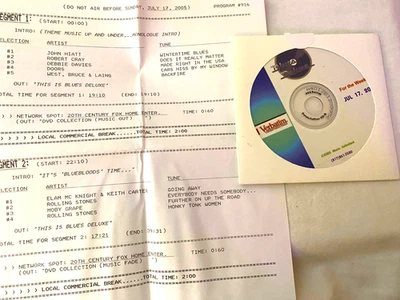 (DO NOT AIR BEFORE SUNDAY, JULY 17, 2005) PROGRAM #916
SEGMENT 1: (START: 00:00)
INTRO: (THEME MUSIC UP AND UNDER... MONOLOGUE INTRO)
SELECTION ARTIST TUNE
#1 JOHN HIATT WINTERTIME BLUES
#2 ROBERT CRAY DOES IT REALLY MATTER
#3 DEBBIE DAVIES MADE RIGHT IN THE USA
#4 DOORS CARS HISS BY MY WINDOW
#5 WEST, BRUCE & LAING BACKFIRE
OUT: "THIS IS BLUES DELUXE"
TOTAL TIME FOR SEGMENT 1: 19:10 (END: 19:10)
NETWORK SPOT: 20TH CENTURY FOX HOME ENTER. TIME: 0:60
(OUT: "DVD COLLECTION (MUSIC OUT)
LOCAL COMMERCIAL BREAK.....TOTAL TIME: 2:00
SEGMENT 2: (START: 22:10)
INTRO: "IT'S "BLUEBLOODS" TIME..."
SELECTION ARTIST TUNE
#1 ELAM MC KNIGHT & KEITH CARTER GOING AWAY
#2 ROLLING STONES EVERYBODY NEEDS SOMEBODY...
#3 MOBY GRAPE FURTHER ON UP THE ROAD
#4 ROLLING STONES HONKY TONK WOMEN
OUT: "THIS IS BLUES DELUXE"
TOTAL TIME FOR SEGMENT 2: 17:21 (END: 39:31)
NETWORK SPOT: 20TH CENTURY FOX HOME ENTER. TIME: 0:60
(OUT: "DVD COLLECTION (MUSIC FADE)
LOCAL COMMERCIAL BREAK.....TOTAL TIME: 2:00
For the Week
JUL 17, 
Verbatim